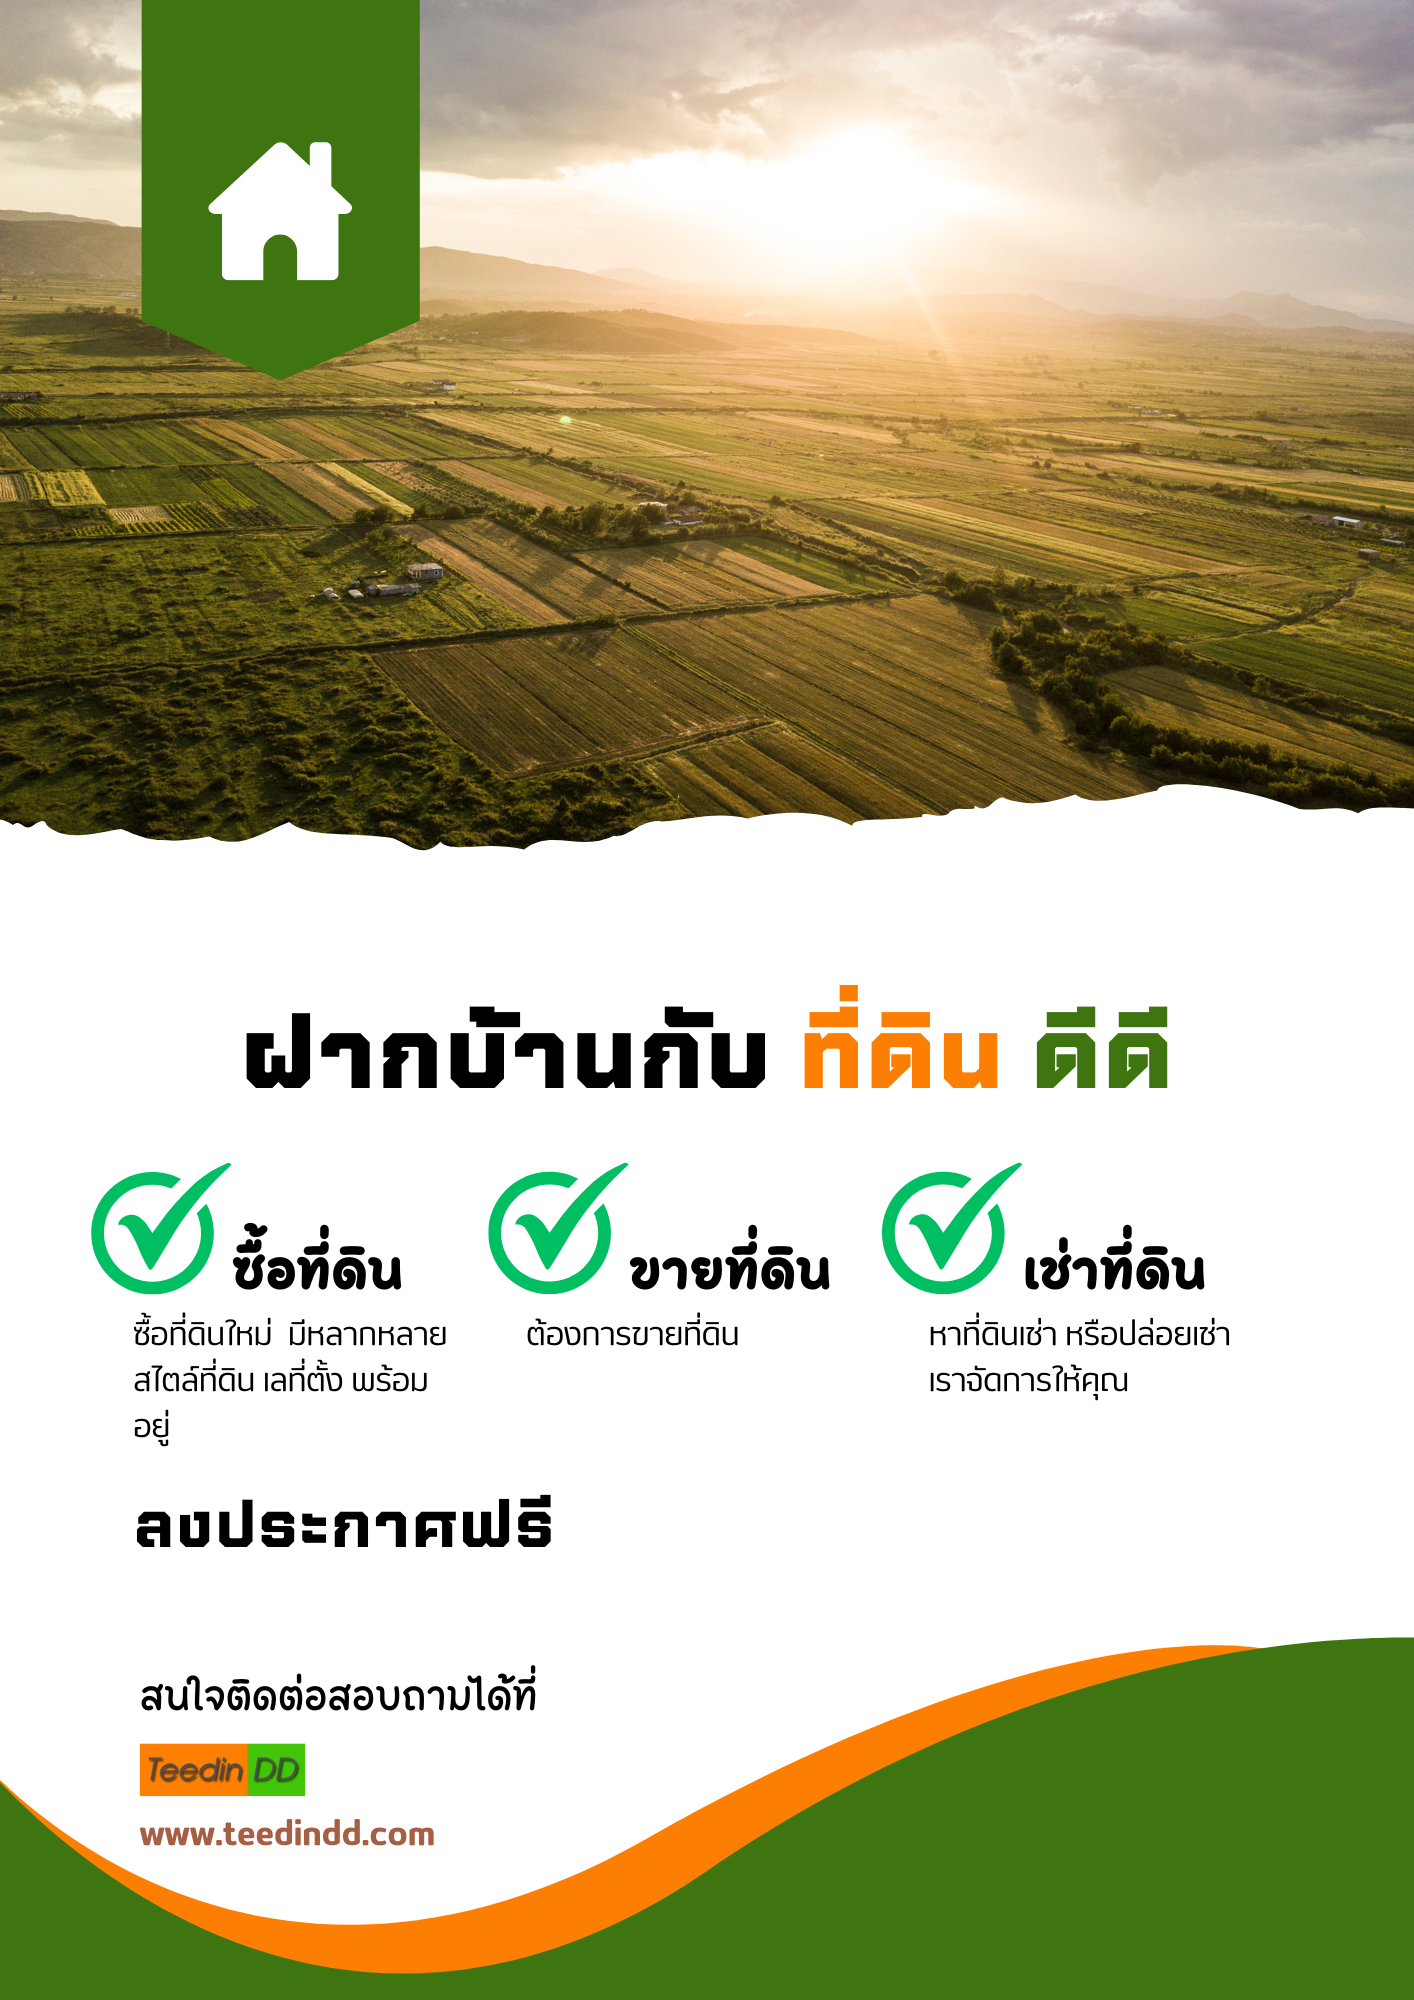 ฝากบ้านกับ ที่ดิน ดีดี
ซื้อที่ดิน
ซื้อที่ดินใหม่ มีหลากหลาย
สไตล์ที่ดิน เลที่ตั้ง พร้อม
อยู่
ขายที่ดิน
ต้องการขายที่ดิน
เช่าที่ดิน
หาที่ดินเช่า หรือปล่อยเช่า
เราจัดการให้คุณ
ลงประกาศฟรี
สนใจติดต่อสอบถามได้ที่
Teedin DD
www.teedindd.com